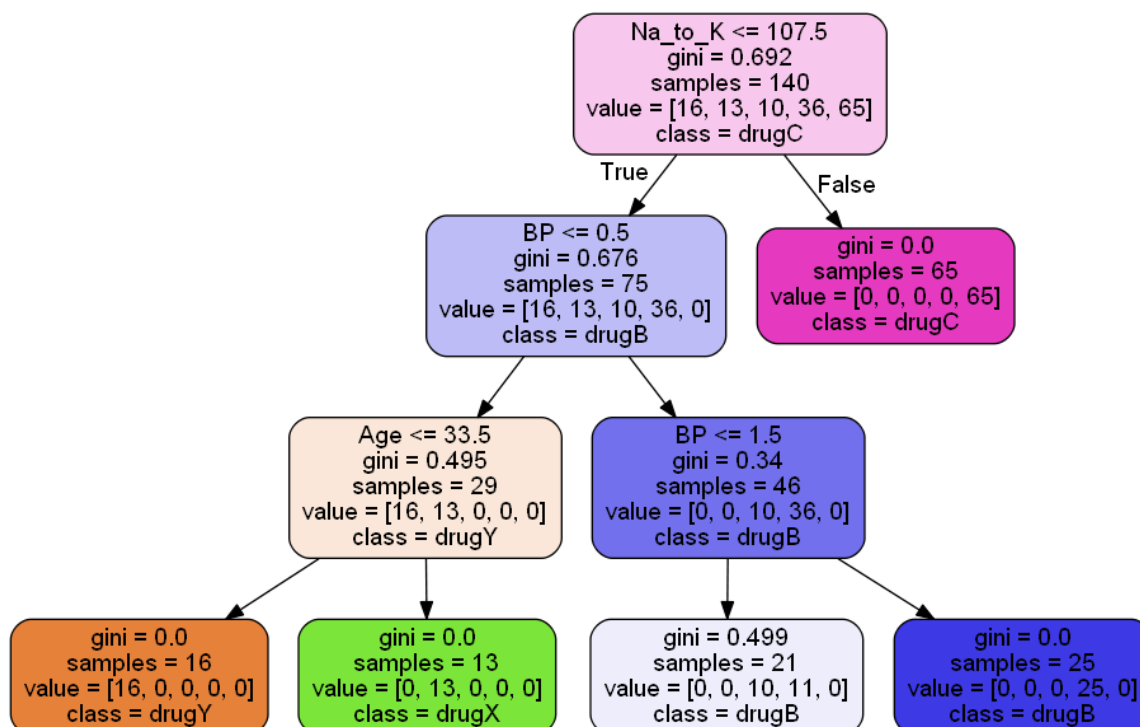 Na_to_K <= 107.5
gini = 0.692
samples = 140
value = [16, 13, 10, 36, 65]
class = drugC
True
False
BP <= 0.5
gini = 0.676
samples = 75
value = [16, 13, 10, 36, 0]
class = drugB
gini = 0.0
samples = 65
value = [0, 0, 0, 0, 65]
class = drugC
Age <= 33.5
gini = 0.495
samples = 29
value = [16, 13, 0, 0, 0]
class = drugY
BP <= 1.5
gini = 0.34
samples = 46
value = [0, 0, 10, 36, 0]
class = drugB
gini = 0.0
samples = 16
value = [16, 0, 0, 0, 0]
class = drugY
gini = 0.0
samples = 13
value = [0, 13, 0, 0, 0]
class = drugX
gini = 0.499
samples = 21
value = [0, 0, 10, 11, 0]
class = drugB
gini = 0.0
samples = 25
value = [0, 0, 0, 25, 0]
class = drugB